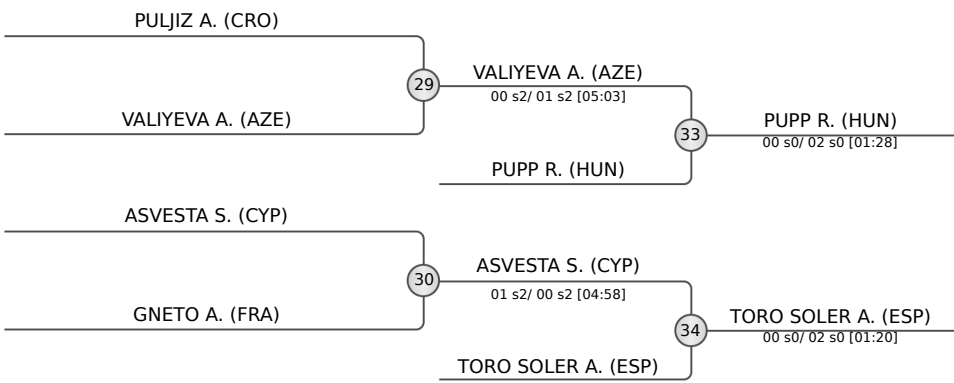 PULJIZ A. (CRO)
29
VALIYEVA A. (AZE)
VALIYEVA A. (AZE)
00 s2/ 01 s2 [05:03]
33
PUPP R. (HUN)
PUPP R. (HUN)
00 s0/ 02 s0 [01:28]
ASVESTA S. (CYP)
30
GNETO A. (FRA)
ASVESTA S. (CYP)
01 s2/ 00 s2 [04:58]
34
TORO SOLER A. (ESP)
TORO SOLER A. (ESP)
00 s0/ 02 s0 [01:20]